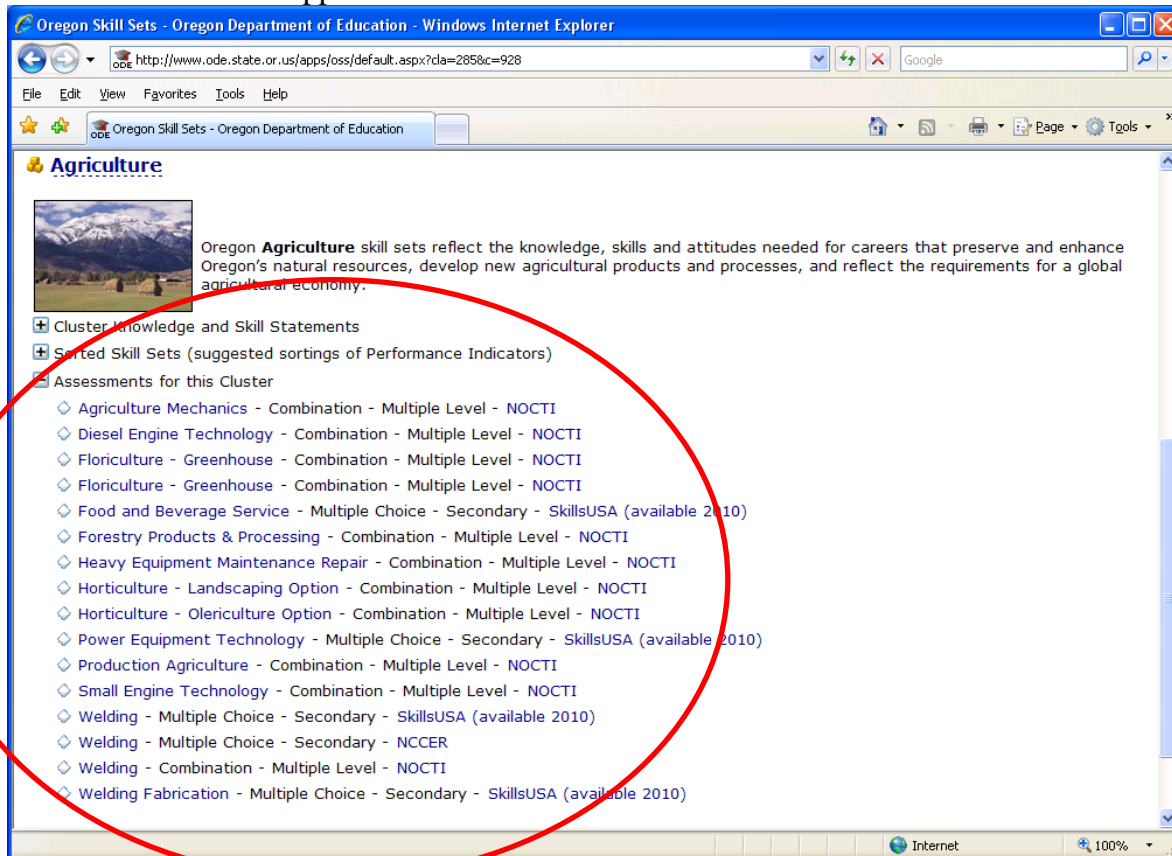 Oregon Skill Sets - Oregon Department of Education - Windows Internet Explorer
ODE http://www.ode.state.or.us/apps/oss/default.aspx?cla=285&c=928 Google
File Edit View Favorites Tools Help
ODE Oregon Skill Sets - Oregon Department of Education Page Tools
Agriculture
Oregon Agriculture skill sets reflect the knowledge, skills and attitudes needed for careers that preserve and enhance
Oregon's natural resources, develop new agricultural products and processes, and reflect the requirements for a global
agricultural economy.
Cluster Knowledge and Skill Statements
Sorted Skill Sets (suggested sortings of Performance Indicators)
Assessments for this Cluster
Agriculture Mechanics - Combination - Multiple Level - NOCTI
Diesel Engine Technology - Combination - Multiple Level - NOCTI
Floriculture - Greenhouse - Combination - Multiple Level - NOCTI
Floriculture - Greenhouse - Combination - Multiple Level - NOCTI
Food and Beverage Service - Multiple Choice - Secondary - SkillsUSA (available 2010)
Forestry Products & Processing - Combination - Multiple Level - NOCTI
Heavy Equipment Maintenance Repair - Combination - Multiple Level - NOCTI
Horticulture - Landscaping Option - Combination - Multiple Level - NOCTI
Horticulture - Olericulture Option - Combination - Multiple Level - NOCTI
Power Equipment Technology - Multiple Choice - Secondary - SkillsUSA (available 2010)
Production Agriculture - Combination - Multiple Level - NOCTI
Small Engine Technology - Combination - Multiple Level - NOCTI
Welding - Multiple Choice - Secondary - SkillsUSA (available 2010)
Welding - Multiple Choice - Secondary - NCCER
Welding - Combination - Multiple Level - NOCTI
Welding Fabrication - Multiple Choice - Secondary - SkillsUSA (available 2010)
Internet 100%